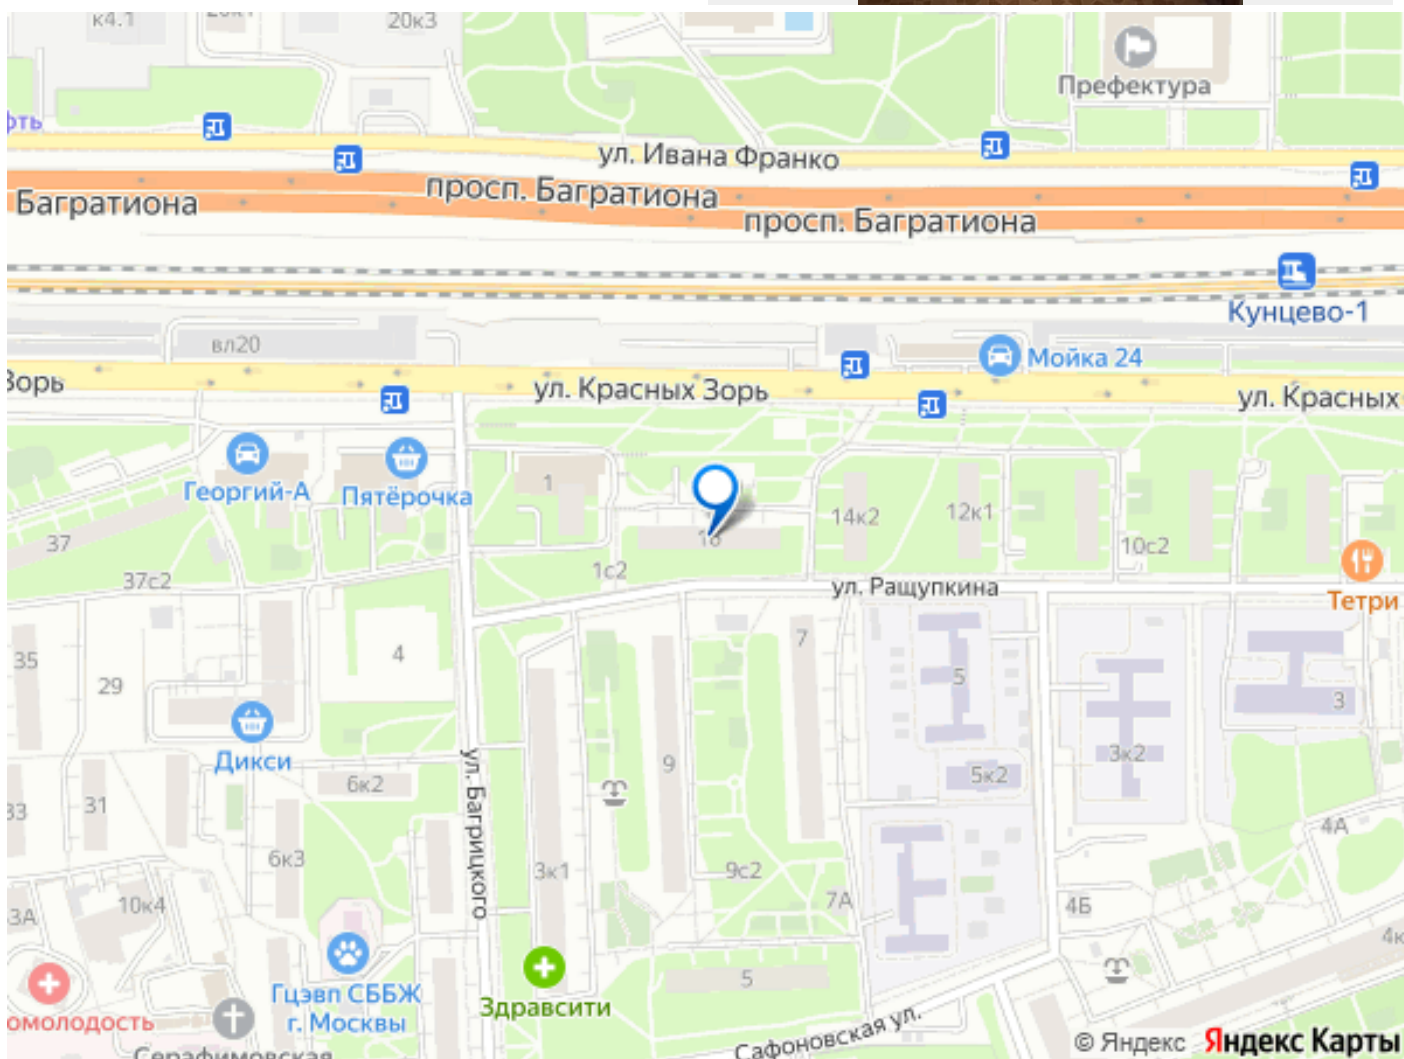 к4.1
20к3
Префектура
ул. Ивана Франко
просп. Багратиона
Багратиона
просп. Багратиона
Кунцево-1
вл20
Мойка 24
Зорь
ул. Красных Зорь
ул. Красных
Георгий-А
Пятёрочка
1
14к2
12к1
37
10с2
1с2
37с2
ул. Ращупкина
Тетри
35
4
7
29
5
3
Дикси
9
3к2
5к2
6к2
31
33
ул. Багрицкого
4А
6к3
3к1
9с2
7А
3А
10к4
4Б
5
Гцэвп СББЖ
г. Москвы
Здравсити
омолодость
Серафимовская
Сафоновская ул.
© Яндекс Яндекс Карты